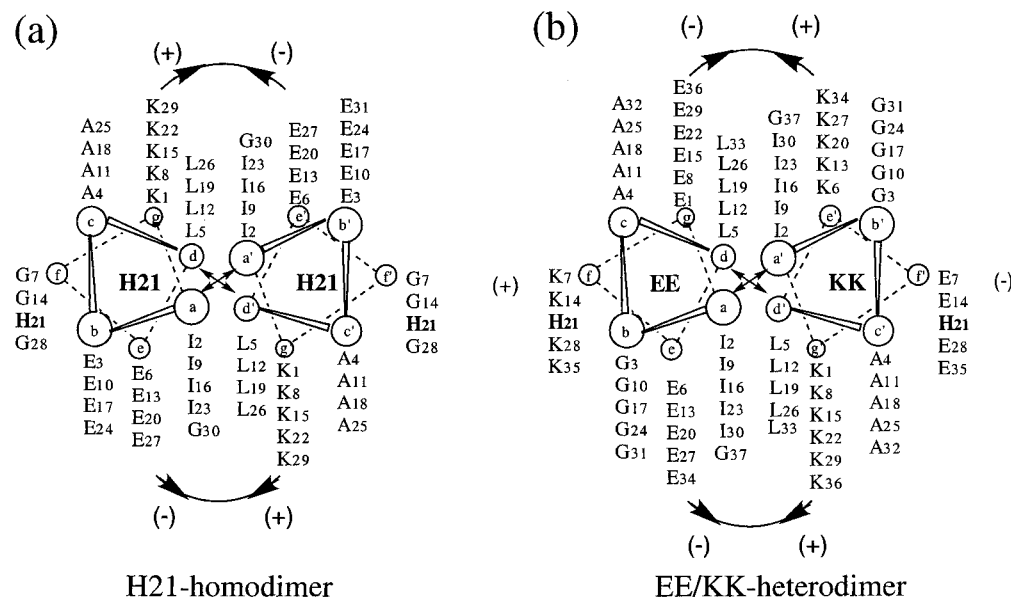 (a)
(+)
(-)
A25
A18
A11
A4
K29
K22
K15
K8
K1
L26
L19
L12
L5
G30
I23
I16
I9
I2
E27
E20
E13
E6
E31
E24
E17
E10
E3
c
g
d
a'
e'
b'
f
H21
H21
f'
b
a
d'
c'
e
g
G7
G14
H21
G28
G7
G14
H21
G28
E3
E10
E17
E24
E6
E13
E20
E27
I2
I9
I16
I23
G30
L5
L12
L19
L26
K1
K8
K15
K22
K29
A4
A11
A18
A25
(-)
(+)
H21-homodimer
(b)
(-)
(+)
A32
A25
A18
A11
A4
E36
E29
E22
E15
E8
E1
L33
L26
L19
L12
L5
G37
I30
I23
I16
I9
I2
K34
K27
K20
K13
K6
G31
G24
G17
G10
G3
c
g
d
a'
e'
b'
f
EE
KK
f'
b
a
d'
c'
e
g
(+)
K7
K14
H21
K28
K35
E7
E14
H21
E28
E35
(-)
G3
G10
G17
G24
G31
E6
E13
E20
E27
E34
I2
I9
I16
I23
I30
G37
L5
L12
L19
L26
L33
K1
K8
K15
K22
K29
K36
A4
A11
A18
A25
A32
(-)
(+)
EE/KK-heterodimer